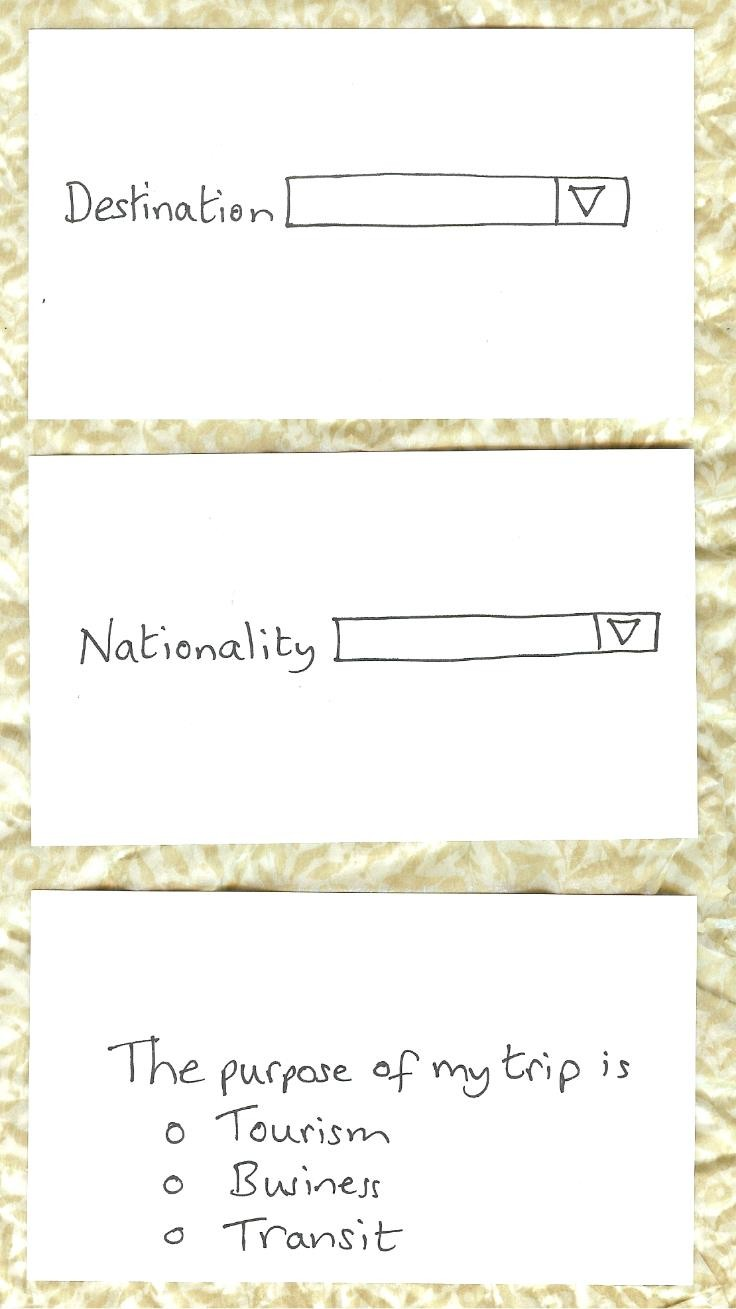 Destination
Nationality
The purpose of my trip is
Tourism
Business
Transit